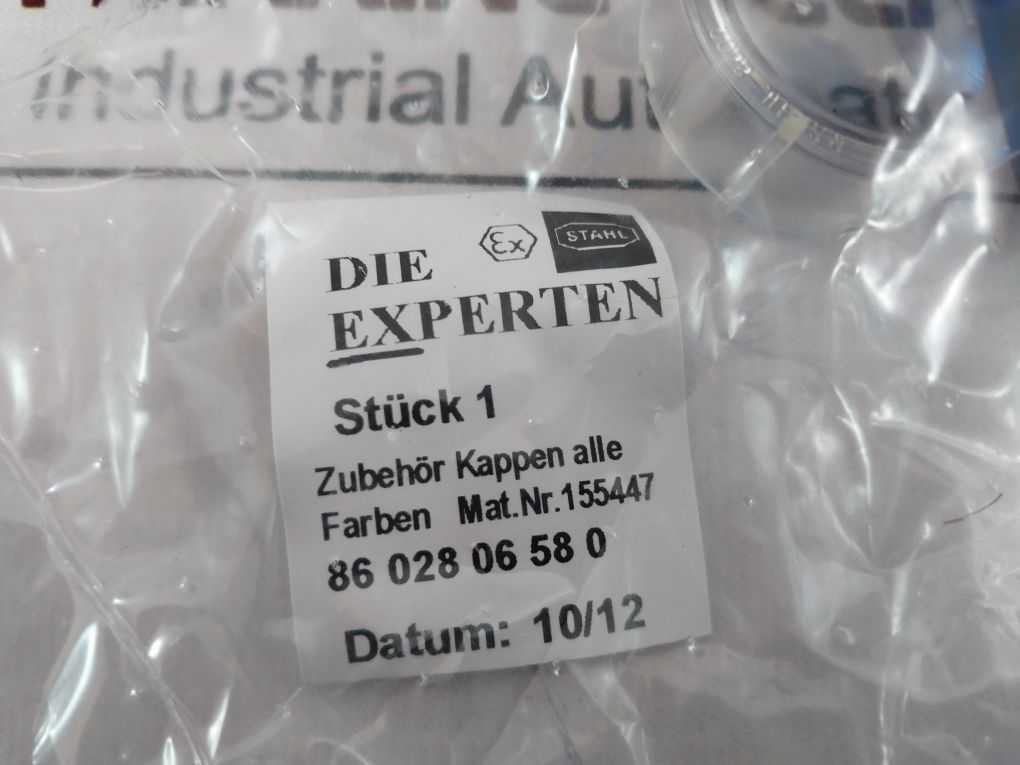 Industrial
Ex STAHL
DIE
EXPERTEN
Stück 1
Zubehör Kappen alle
Farben Mat.Nr.155447
86 028 06 58 0
Datum: 10/12